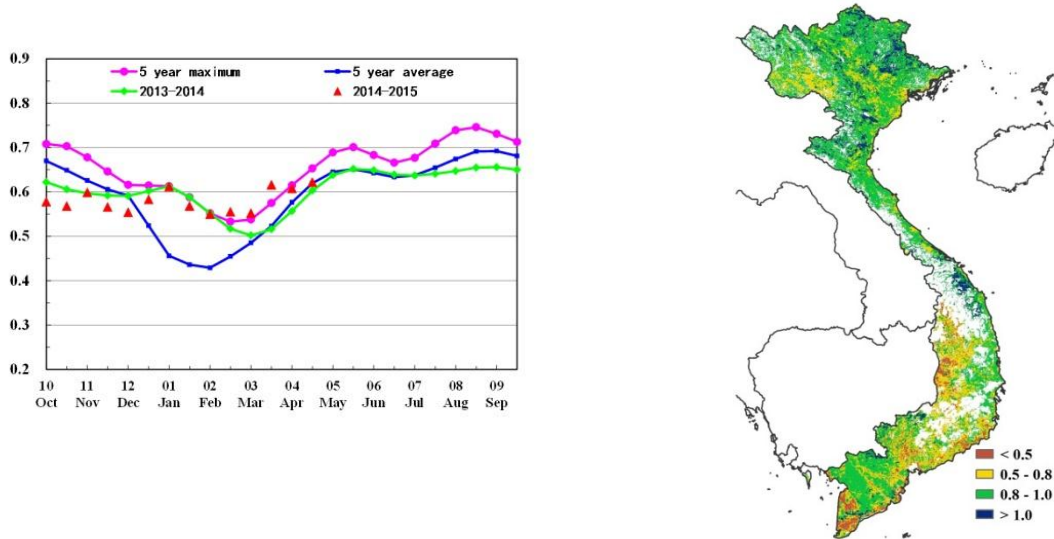 0.9
5 year maximum
5 year average
2013-2014
2014-2015
0.8
0.7
0.6
0.5
0.4
0.3
0.2
10 11 12 01 02 03 04 05 06 07 08 09
Oct Nov Dec Jan Feb Mar Apr May Jun Jul Aug Sep
< 0.5
0.5 - 0.8
0.8 - 1.0
> 1.0